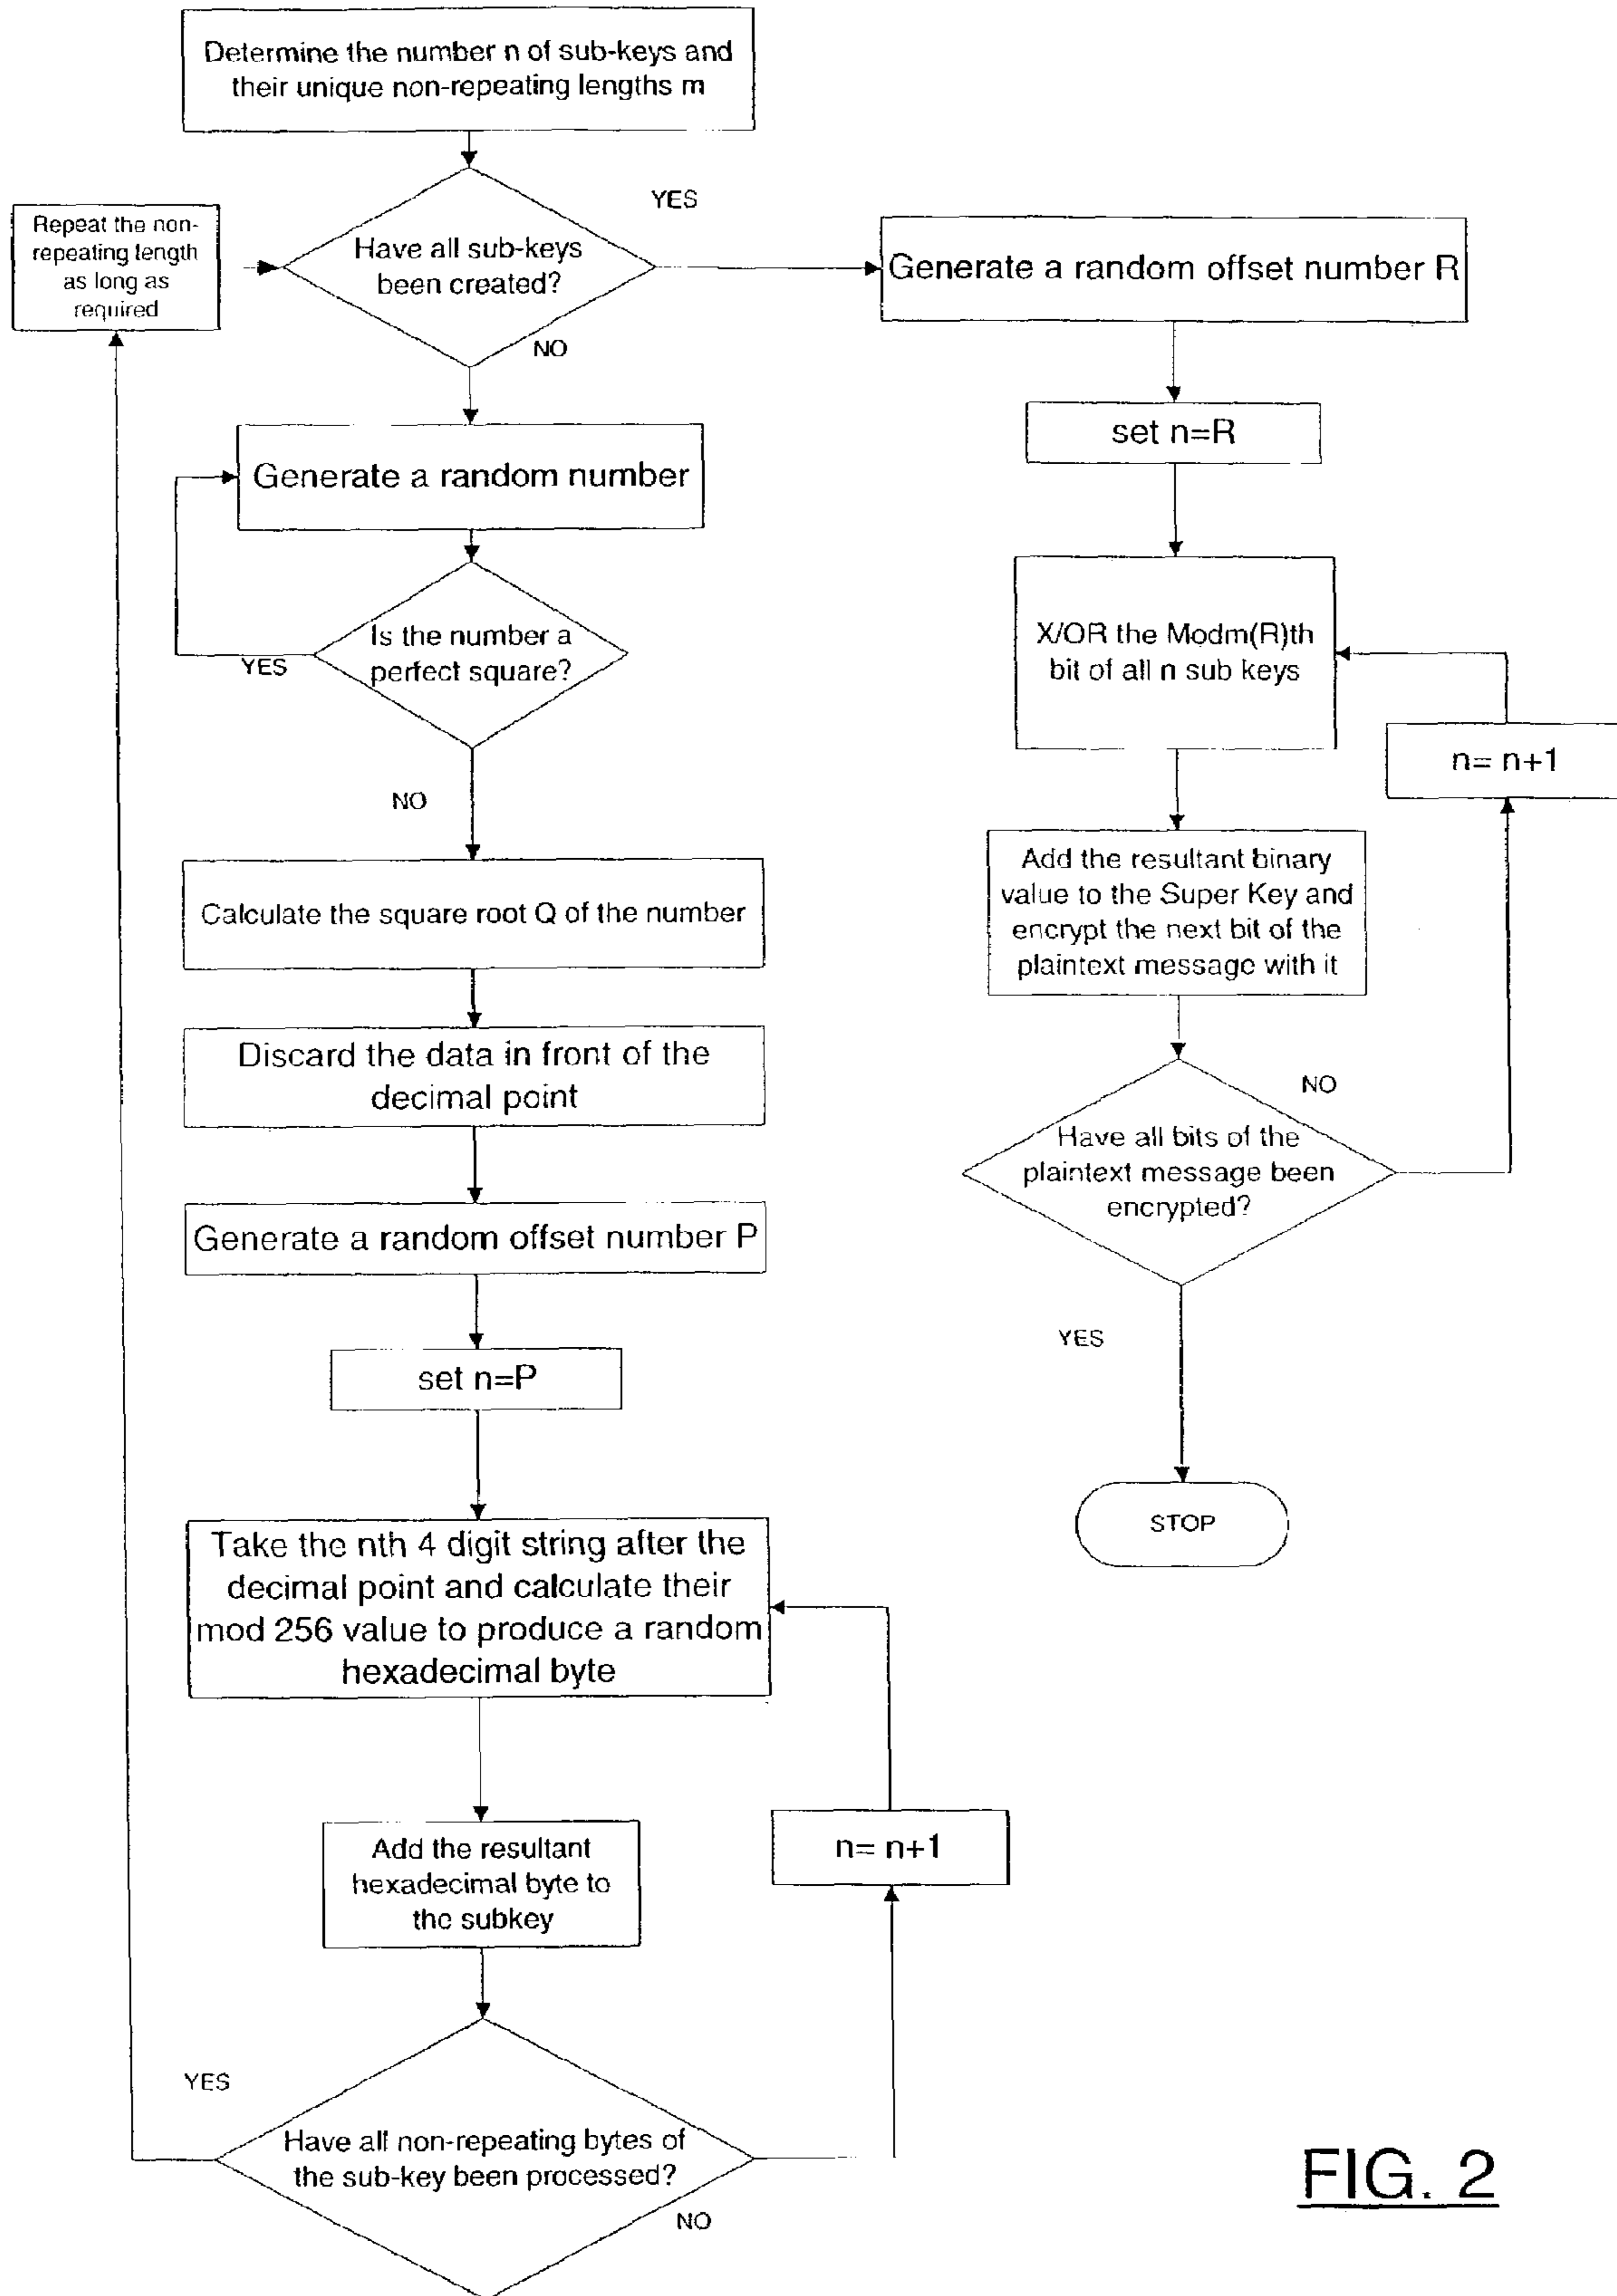 Determine the number n of sub-keys and
their unique non-repeating lengths m
YES
Repeat the non-
repeating length
as long as
required
Have all sub-keys
been created?
Generate a random offset number R
NO
set n=R
Generate a random number
Is the number a
perfect square?
YES
X/OR the Modm(R)th
bit of all n sub keys
n= n+1
NO
Add the resultant binary
value to the Super Key and
encrypt the next bit of the
plaintext message with it
Calculate the square root Q of the number
Discard the data in front of the
decimal point
NO
Have all bits of the
plaintext message been
encrypted?
Generate a random offset number P
YES
set n=P
STOP
Take the nth 4 digit string after the
decimal point and calculate their
mod 256 value to produce a random
hexadecimal byte
Add the resultant
hexadecimal byte to
the subkey
n= n+1
YES
Have all non-repeating bytes of
the sub-key been processed?
NO
FIG. 2